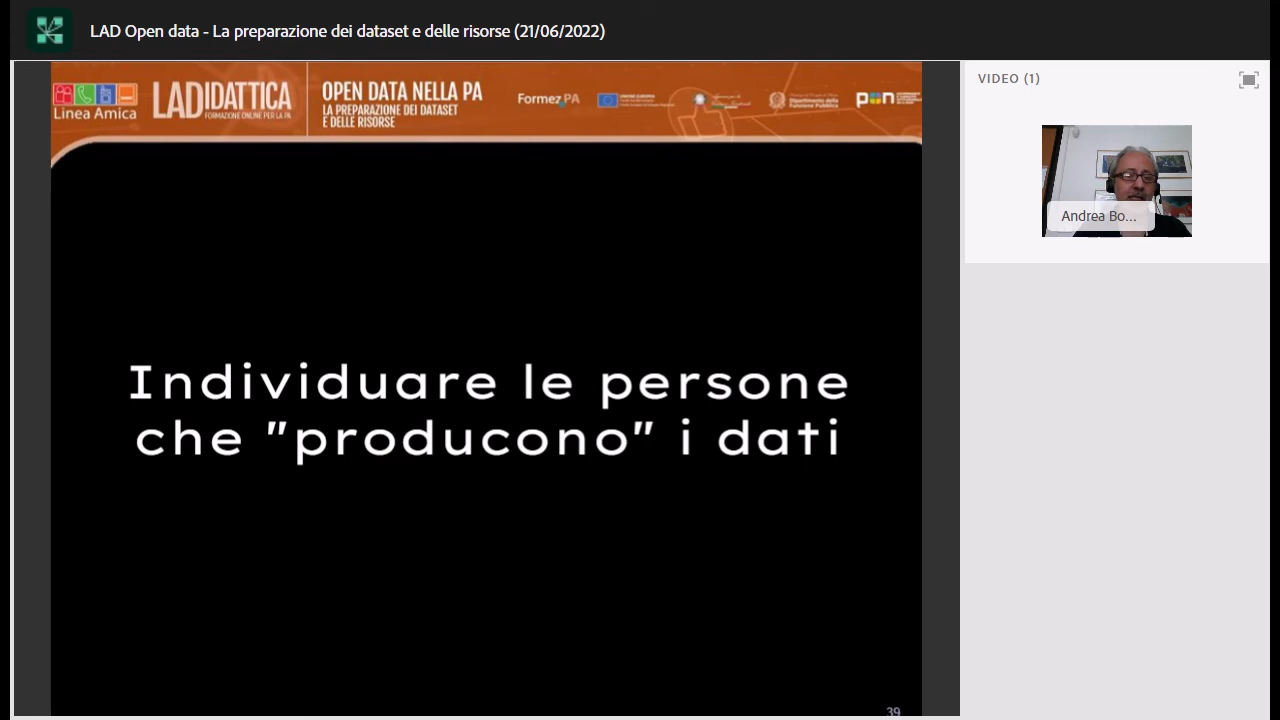 LAD Open data - La preparazione dei dataset e delle risorse (21/06/2022)
Linea Amica
LADIDATTICA
FORMAZIONE ONLINE PER LA PA
OPEN DATA NELLA PA
LA PREPARAZIONE DEI DATASET
E DELLE RISORSE
FormezPA
UNIONE EUROPEA
Dipartimento della
Funzione Pubblica
pon
VIDEO (1)
Andrea Bo...
Individuare le persone
che "producono" i dati
39